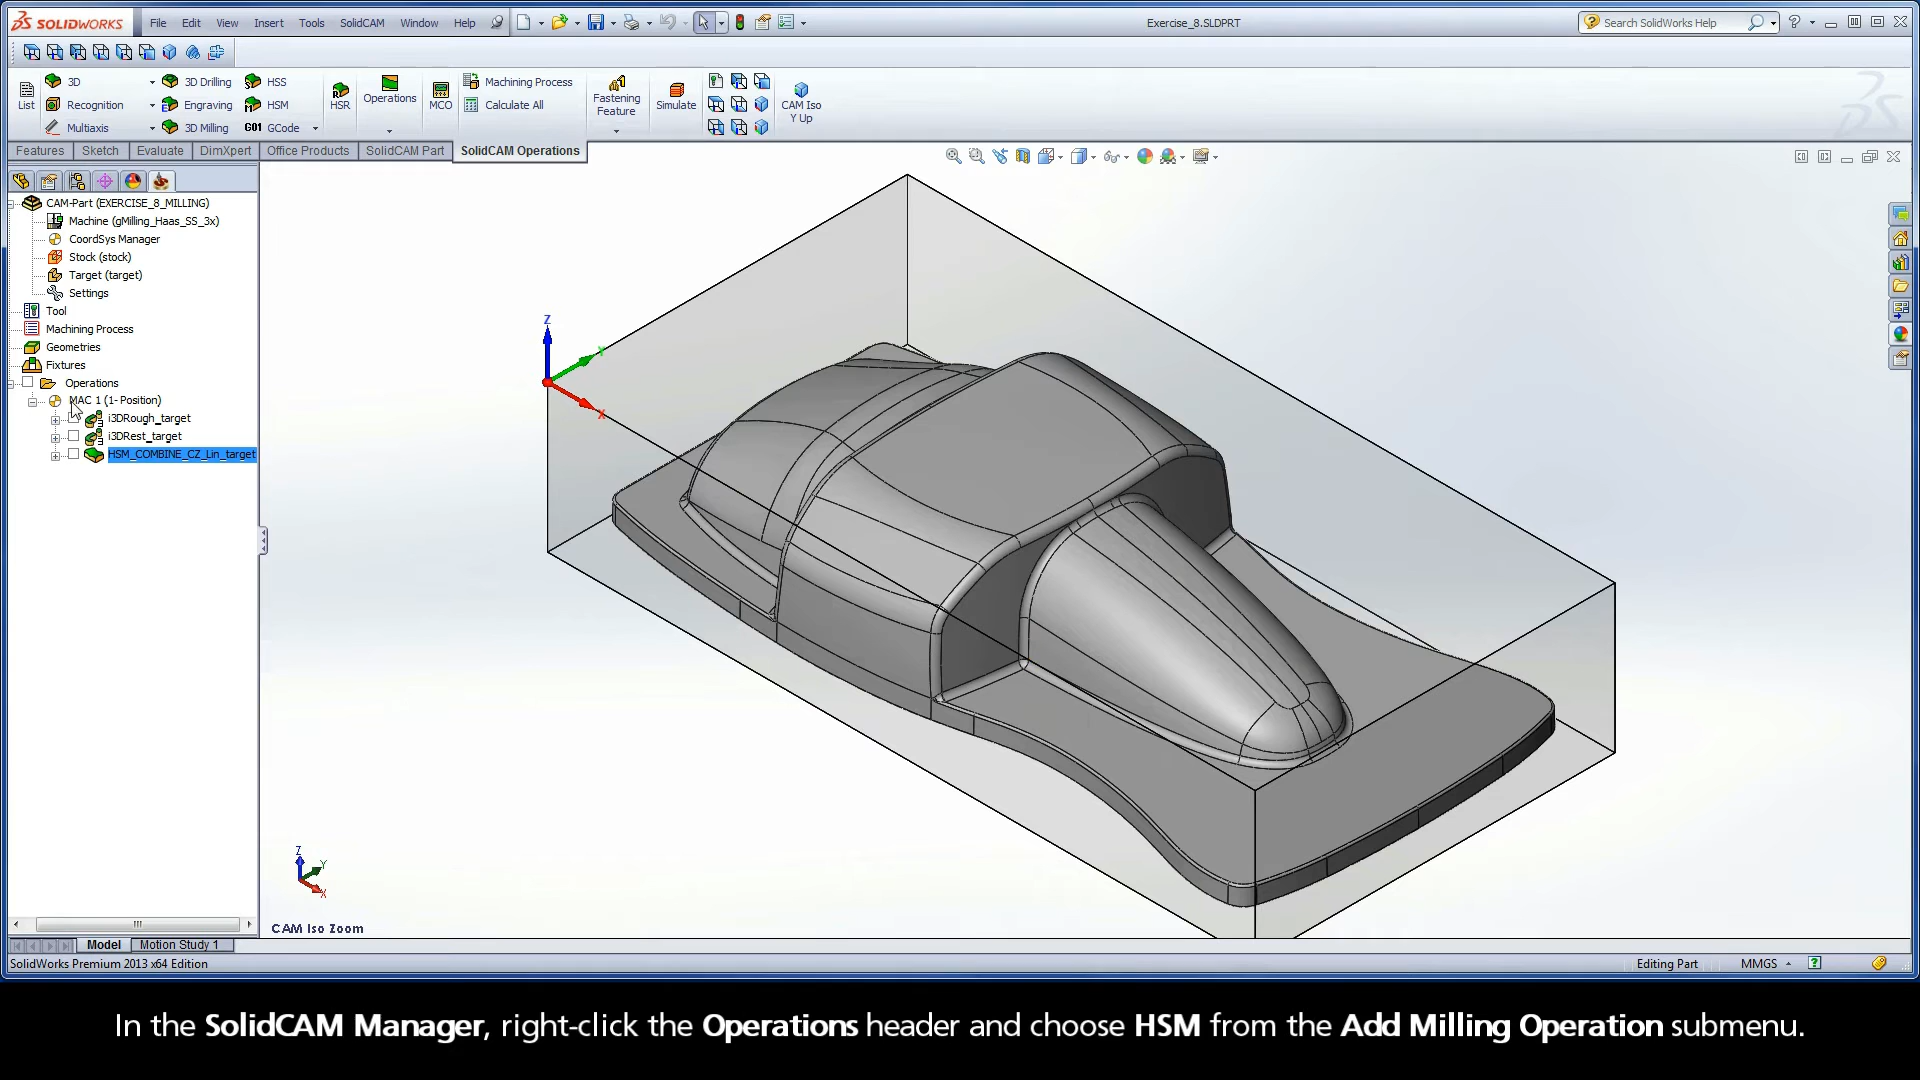 SOLIDWORKS File Edit View Insert Tools SolidCAM Window Help Exercise_8.SLDPRT Search SolidWorks Help
3D 3D Drilling HSS Machining Process
List Recognition Engraving HSM HSR Operations MCO Calculate All Fastening Feature Simulate CAM Iso Y Up
Multiaxis 3D Milling G01 GCode
Features Sketch Evaluate DimXpert Office Products SolidCAM Part SolidCAM Operations
CAM-Part (EXERCISE_8_MILLING)
Machine (gMilling_Haas_SS_3x)
CoordSys Manager
Stock (stock)
Target (target)
Settings
Tool
Machining Process
Geometries
Fixtures
Operations
MAC 1 (1- Position)
i3DRough_target
i3DRest_target
HSM_COMBINE_CZ_Lin_target
Z
Y
X
Z
Y
X
CAM Iso Zoom
Model Motion Study 1
SolidWorks Premium 2013 x64 Edition Editing Part MMGS
In the SolidCAM Manager, right-click the Operations header and choose HSM from the Add Milling Operation submenu.